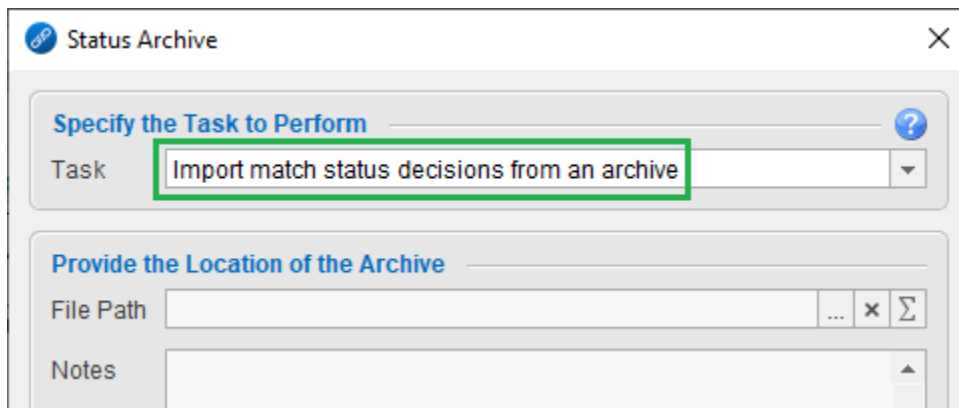 Status Archive
Specify the Task to Perform
?
Task Import match status decisions from an archive
Provide the Location of the Archive
File Path ... × Σ
Notes